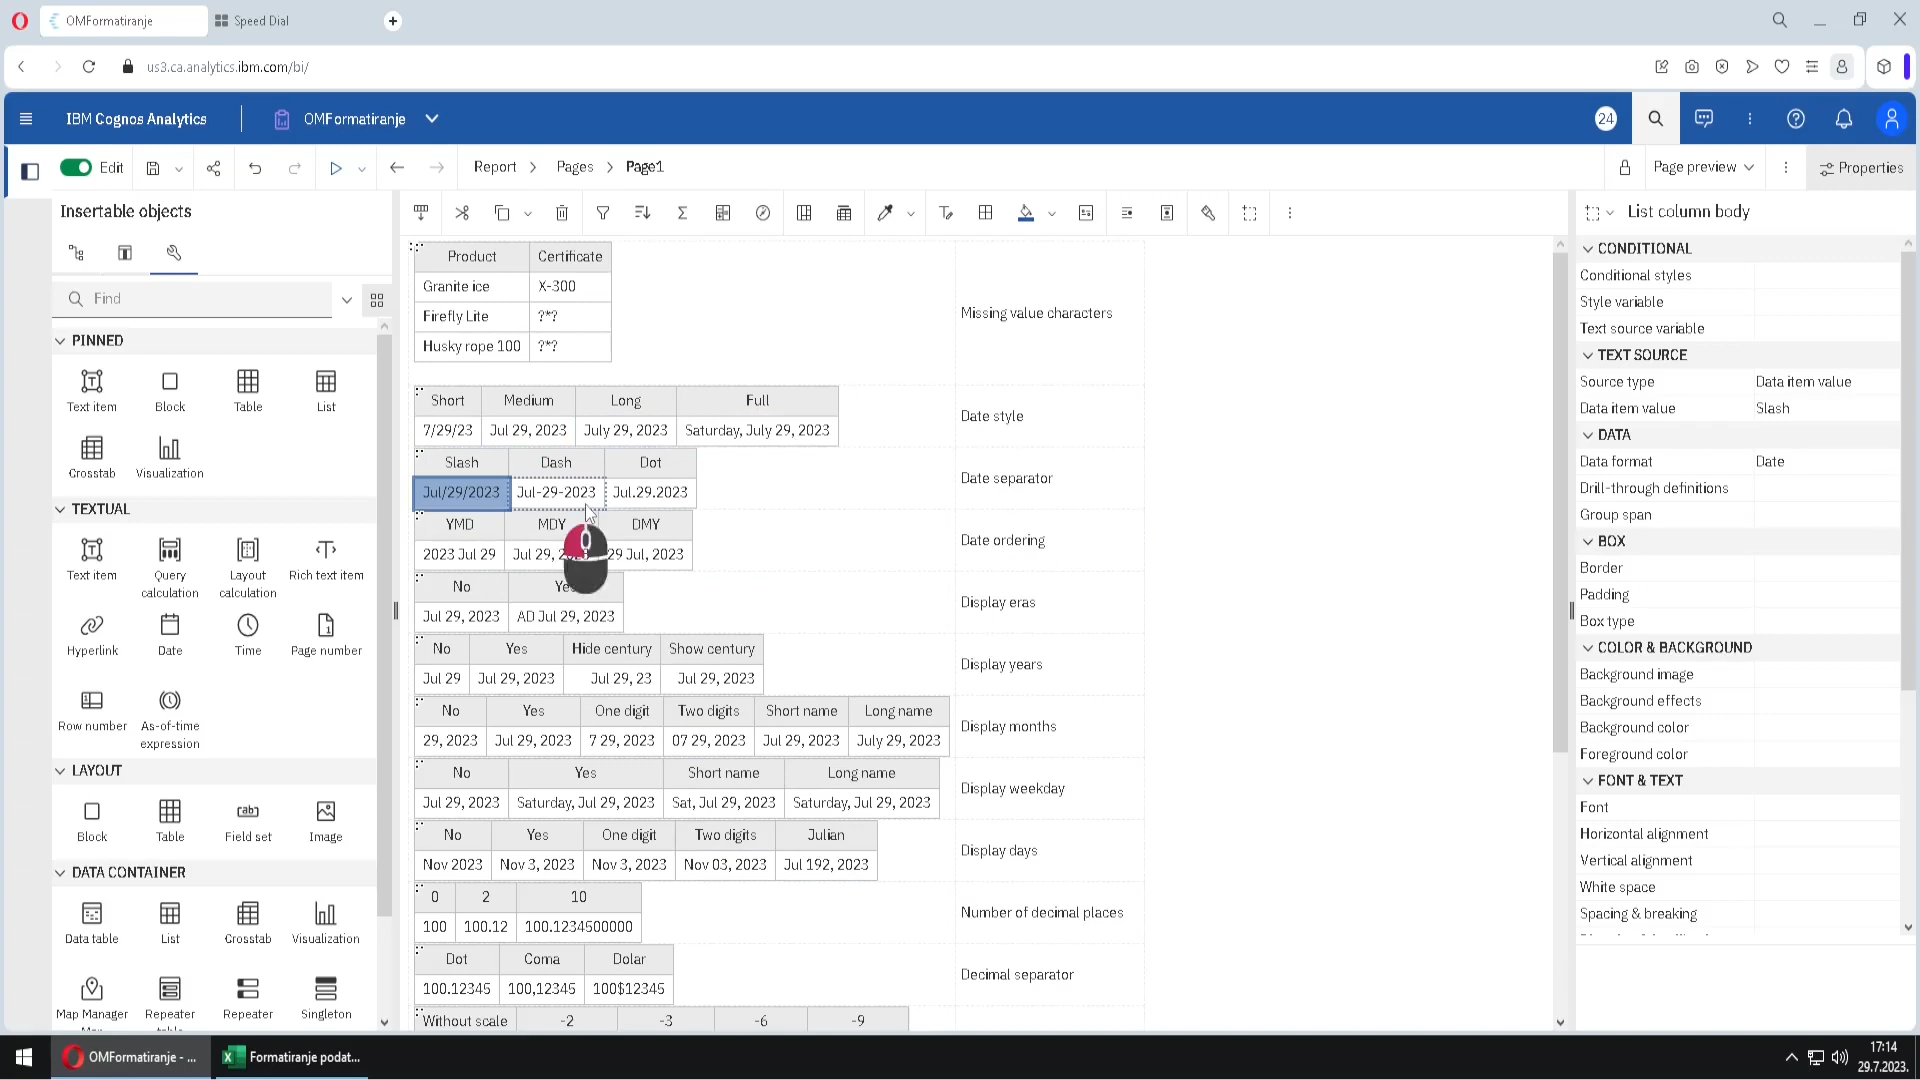 OMFormatiranje
Speed Dial
us3.ca.analytics.ibm.com/bi/
IBM Cognos Analytics
OMFormatiranje
24
Edit
Report > Pages > Page1
Page preview
Properties
Insertable objects
Find
PINNED
Text item Block Table List
Crosstab Visualization
TEXTUAL
Text item Query calculation Layout calculation Rich text item
Hyperlink Date Time Page number
Row number As-of-time expression
LAYOUT
Block Table Field set Image
DATA CONTAINER
Data table List Crosstab Visualization
Map Manager Repeater Repeater Singleton
Product Certificate
Granite ice X-300
Firefly Lite ?*?
Husky rope 100 ?*?
Missing value characters
Short Medium Long Full
7/29/23 Jul 29, 2023 July 29, 2023 Saturday, July 29, 2023
Date style
Slash Dash Dot
Jul/29/2023 Jul-29-2023 Jul.29.2023
Date separator
YMD MDY DMY
2023 Jul 29 Jul 29, 29 Jul, 2023
Date ordering
No
Jul 29, 2023 AD Jul 29, 2023
Display eras
No Yes Hide century Show century
Jul 29 Jul 29, 2023 Jul 29, 23 Jul 29, 2023
Display years
No Yes One digit Two digits Short name Long name
29, 2023 Jul 29, 2023 7 29, 2023 07 29, 2023 Jul 29, 2023 July 29, 2023
Display months
No Yes Short name Long name
Jul 29, 2023 Saturday, Jul 29, 2023 Sat, Jul 29, 2023 Saturday, Jul 29, 2023
Display weekday
No Yes One digit Two digits Julian
Nov 2023 Nov 3, 2023 Nov 3, 2023 Nov 03, 2023 Jul 192, 2023
Display days
0 2 10
100 100.12 100.1234500000
Number of decimal places
Dot Coma Dolar
100.12345 100,12345 100$12345
Decimal separator
Without scale -2 -3 -6 -9
List column body
CONDITIONAL
Conditional styles
Style variable
Text source variable
TEXT SOURCE
Source type Data item value
Data item value Slash
DATA
Data format Date
Drill-through definitions
Group span
BOX
Border
Padding
Box type
COLOR & BACKGROUND
Background image
Background effects
Background color
Foreground color
FONT & TEXT
Font
Horizontal alignment
Vertical alignment
White space
Spacing & breaking
OMFormatiranje - ...
Formatiranje podat...
17:14
29.7.2023.